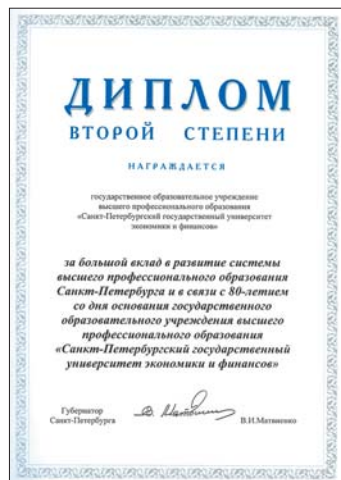 ДИПЛОМ
ВТОРОЙ СТЕПЕНИ
НАГРАЖДАЕТСЯ
государственное образовательное учреждение
высшего профессионального образования
«Санкт-Петербургский государственный университет
экономики и финансов»
за большой вклад в развитие системы
высшего профессионального образования
Санкт-Петербурга и в связи с 80-летием
со дня основания государственного
образовательного учреждения высшего
профессионального образования
«Санкт-Петербургский государственный
университет экономики и финансов»
Губернатор
Санкт-Петербурга
В.И.Матвиенко